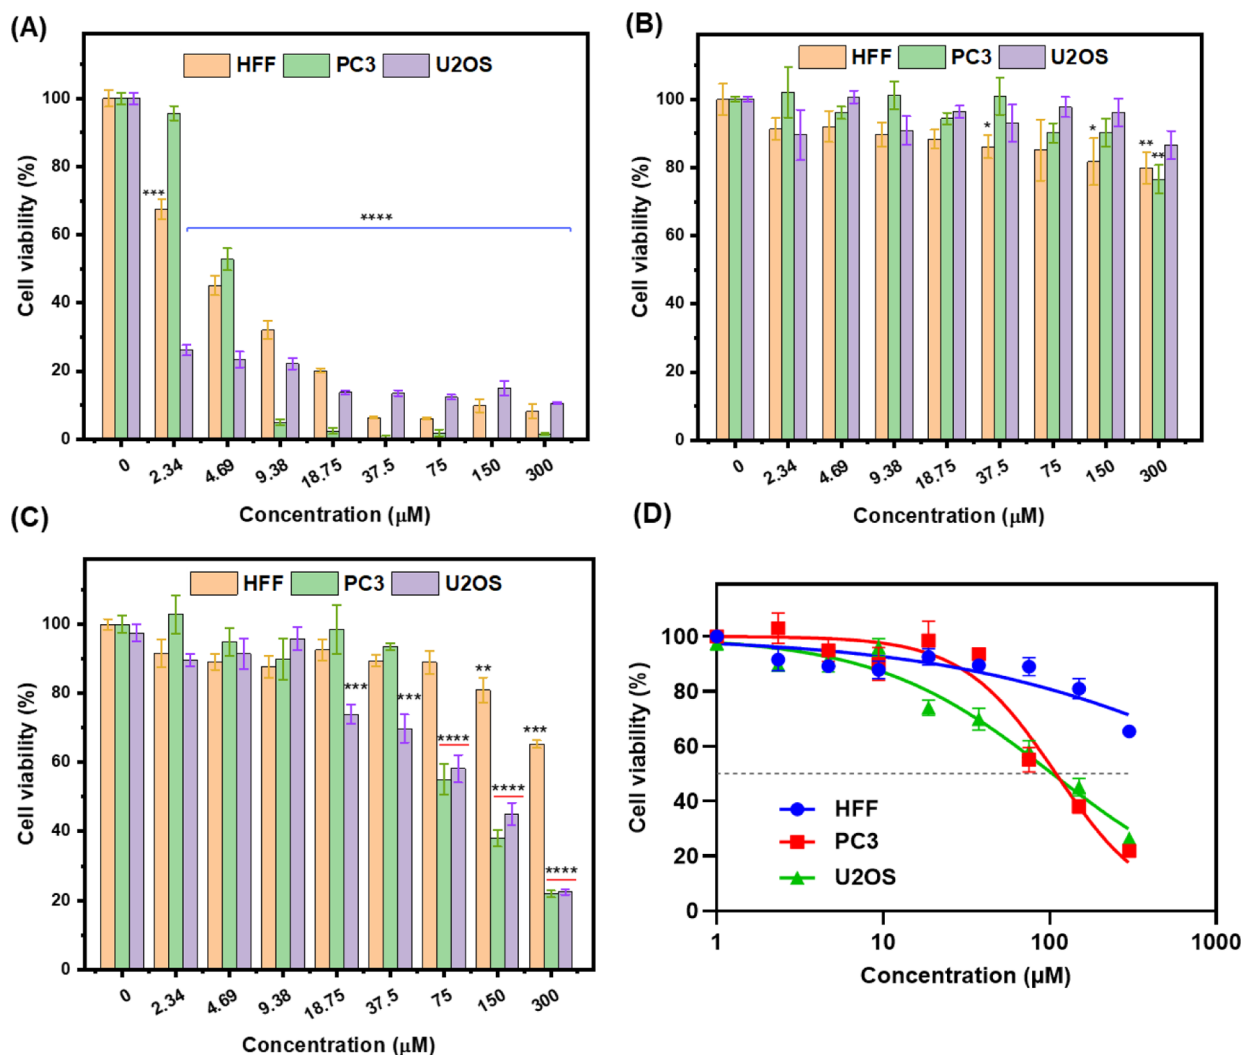 (A)
HFF PC3 U2OS
Cell viability (%)
100
80
60
40
20
0
***
****
0 2.34 4.69 9.38 18.75 37.5 75 150 300
Concentration (μM)
(B)
HFF PC3 U2OS
Cell viability (%)
100
80
60
40
20
0
* * ** **
0 2.34 4.69 9.38 18.75 37.5 75 150 300
Concentration (μM)
(C)
HFF PC3 U2OS
Cell viability (%)
100
80
60
40
20
0
*** *** **** ** **** *** ****
0 2.34 4.69 9.38 18.75 37.5 75 150 300
Concentration (μM)
(D)
Cell viability (%)
100
80
60
40
20
0
HFF
PC3
U2OS
1 10 100 1000
Concentration (μM)